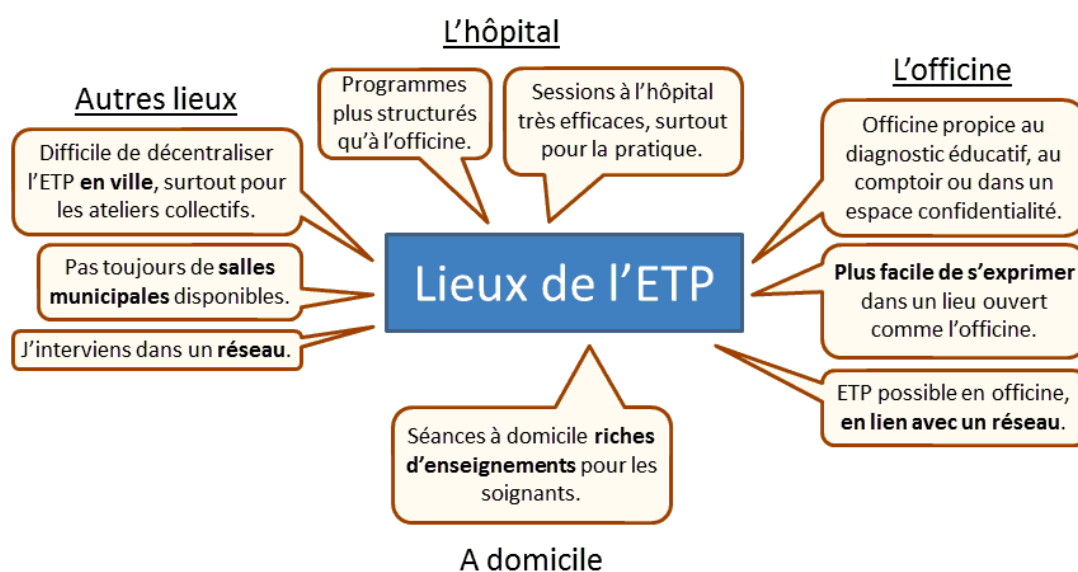 L'hôpital
Programmes
plus structurés
qu'à l'officine.
Sessions à l'hôpital
très efficaces, surtout
pour la pratique.
Autres lieux
Difficile de décentraliser
l'ETP en ville, surtout pour
les ateliers collectifs.
Pas toujours de salles
municipales disponibles.
J'interviens dans un réseau.
Lieux de l'ETP
L'officine
Officine propice au
diagnostic éducatif, au
comptoir ou dans un
espace confidentialité.
Plus facile de s'exprimer
dans un lieu ouvert
comme l'officine.
ETP possible en officine,
en lien avec un réseau.
Séances à domicile riches
d'enseignements pour les
soignants.
A domicile